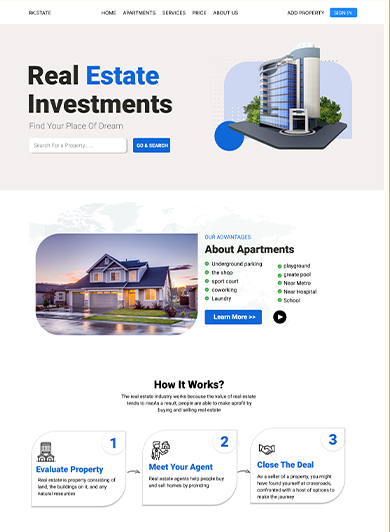 RK.ESTATE
HOME APARTMENTS SERVICES PRICE ABOUT US
ADD PROPERTY SIGN IN
Real Estate
Investments
Find Your Place Of Dream
Search For a Property......
GO & SEARCH
OUR ADVANTAGES
About Apartments
Underground parking
the shop
sport court
coworking
Laundry
playground
greate pool
Near Metro
Near Hospital
School
Learn More >>
How It Works?
The real estate industry works because the value of real estate
tends to riseAs a result, people are able to make aprofit by
buying and selling real estate
1
Evaluate Property
Real estate is property consisting of
land, the buildings on it, and any
natural resources
2
Meet Your Agent
Real estate agents help people buy
and sell homes by providing
3
Close The Deal
As a seller of a property, you might
have found yourself at crossroads,
confronted with a host of options to
make the journey